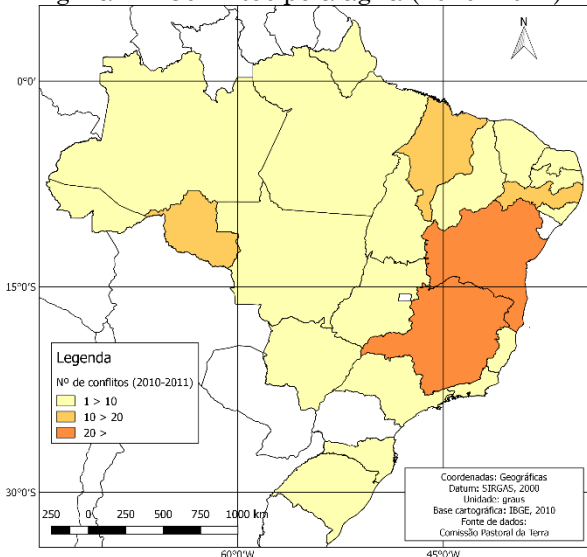 0°0'
15°0'S
30°0'S
Legenda
Nº de conflitos (2010-2011)
1 > 10
10 > 20
20 >
250 0 250 500 750 1000 km
Coordenadas: Geográficas
Datum: SIRGAS, 2000
Unidade: graus
Base cartográfica: IBGE, 2010
Fonte de dados:
Comissão Pastoral da Terra
60°0'W 45°0'W